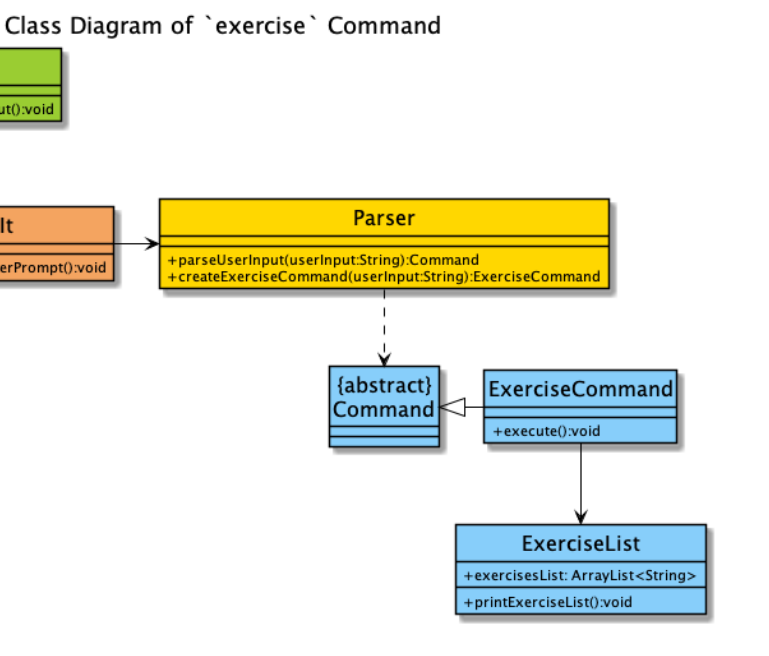 Class Diagram of `exercise` Command
ut():void
It
erPrompt():void
Parser
+parseUserInput(userInput:String):Command
+createExerciseCommand(userInput:String):ExerciseCommand
{abstract}
Command
ExerciseCommand
+execute():void
ExerciseList
+exercisesList: ArrayList<String>
+printExerciseList():void